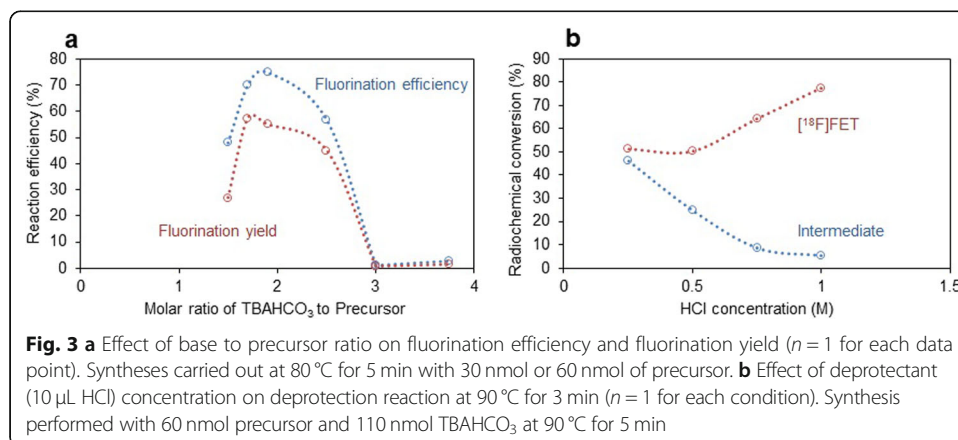 a
80
70
60
50
40
30
20
10
0
Reaction efficiency (%)
Fluorination efficiency
Fluorination yield
0 1 2 3 4
Molar ratio of TBAHCO₃ to Precursor
b
90
80
70
60
50
40
30
20
10
0
Radiochemical conversion (%)
[¹⁸F]FET
Intermediate
0 0.5 1 1.5
HCl concentration (M)
Fig. 3 a Effect of base to precursor ratio on fluorination efficiency and fluorination yield (n = 1 for each data
point). Syntheses carried out at 80 °C for 5 min with 30 nmol or 60 nmol of precursor. b Effect of deprotectant
(10 μL HCl) concentration on deprotection reaction at 90 °C for 3 min (n = 1 for each condition). Synthesis
performed with 60 nmol precursor and 110 nmol TBAHCO₃ at 90 °C for 5 min